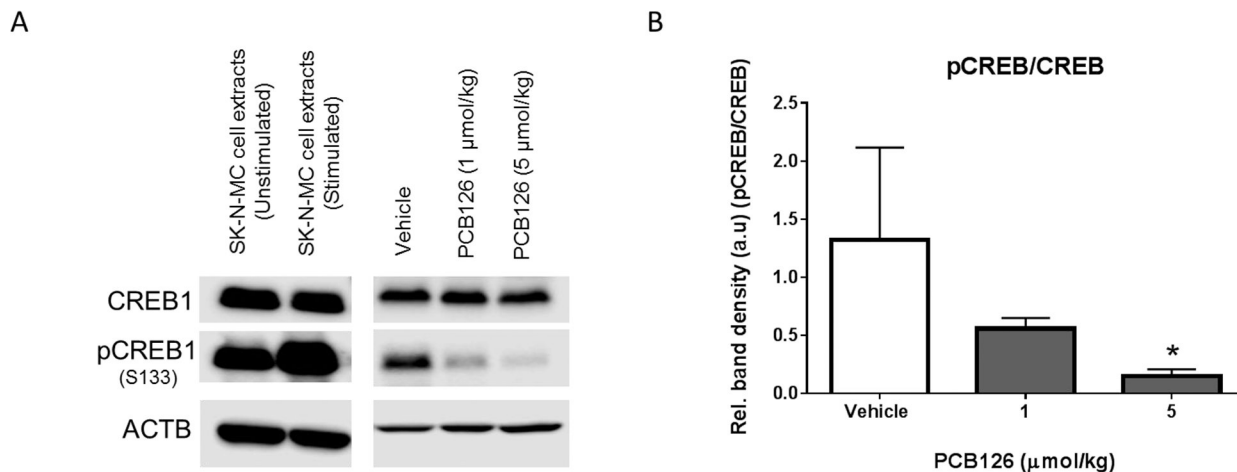 A
SK-N-MC cell extracts
(Unstimulated)
SK-N-MC cell extracts
(Stimulated)
Vehicle
PCB126 (1 µmol/kg)
PCB126 (5 µmol/kg)
CREB1
pCREB1
(S133)
ACTB
B
pCREB/CREB
Rel. band density (a.u) (pCREB/CREB)
2.5
2.0
1.5
1.0
0.5
0.0
*
Vehicle
1
5
PCB126 (µmol/kg)